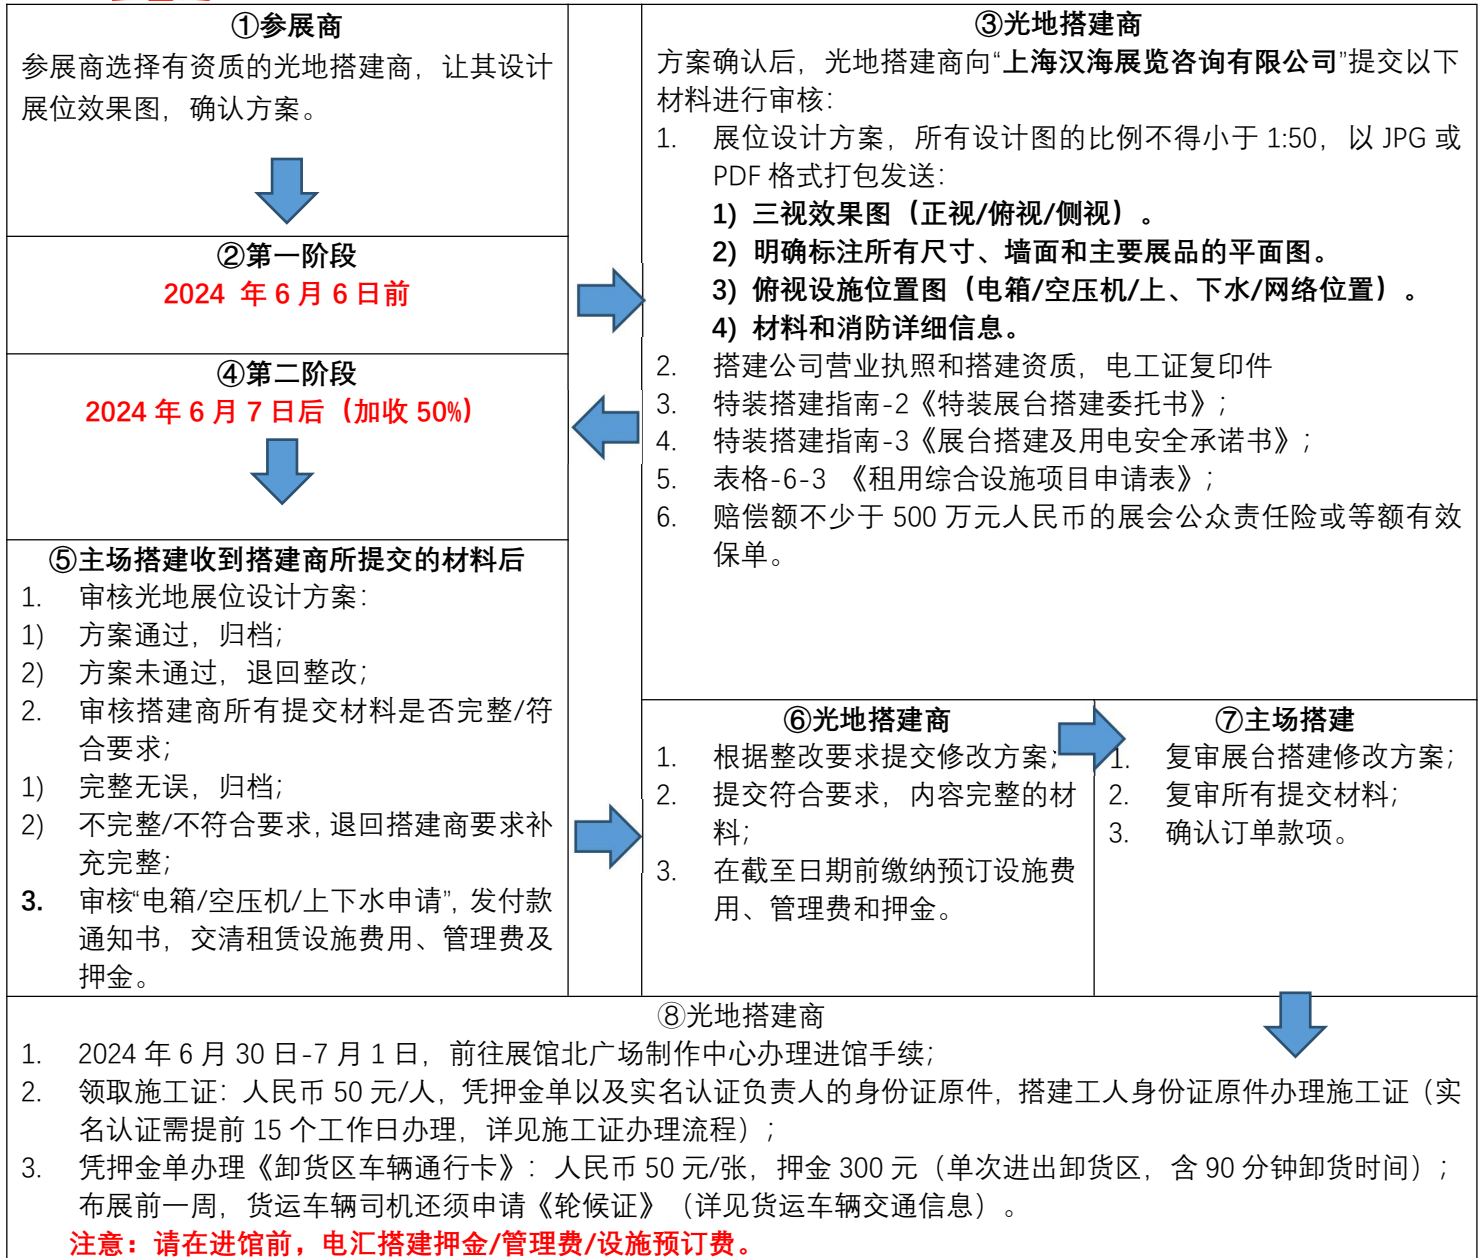 ①参展商
参展商选择有资质的光地搭建商，让其设计
展位效果图，确认方案。
②第一阶段
2024 年 6 月 6 日前
③光地搭建商
方案确认后，光地搭建商向“上海汉海展览咨询有限公司”提交以下
材料进行审核：
1. 展位设计方案，所有设计图的比例不得小于 1:50，以 JPG 或
PDF 格式打包发送：
1) 三视效果图（正视/俯视/侧视）。
2) 明确标注所有尺寸、墙面和主要展品的平面图。
3) 俯视设施位置图（电箱/空压机/上、下水/网络位置）。
4) 材料和消防详细信息。
2. 搭建公司营业执照和搭建资质，电工证复印件
3. 特装搭建指南-2《特装展台搭建委托书》；
4. 特装搭建指南-3《展台搭建及用电安全承诺书》；
5. 表格-6-3 《租用综合设施项目申请表》；
6. 赔偿额不少于 500 万元人民币的展会公众责任险或等额有效
保单。
④第二阶段
2024 年 6 月 7 日后（加收 50%）
⑤主场搭建收到搭建商所提交的材料后
1. 审核光地展位设计方案：
1) 方案通过，归档；
2) 方案未通过，退回整改；
2. 审核搭建商所有提交材料是否完整/符
合要求；
1) 完整无误，归档；
2) 不完整/不符合要求，退回搭建商要求补
充完整；
3. 审核“电箱/空压机/上下水申请”，发付款
通知书，交清租赁设施费用、管理费及
押金。
⑥光地搭建商
1. 根据整改要求提交修改方案；
2. 提交符合要求，内容完整的材
料；
3. 在截至日期前缴纳预订设施费
用、管理费和押金。
⑦主场搭建
1. 复审展台搭建修改方案；
2. 复审所有提交材料；
3. 确认订单款项。
⑧光地搭建商
1. 2024 年 6 月 30 日-7 月 1 日，前往展馆北广场制作中心办理进馆手续；
2. 领取施工证：人民币 50 元/人，凭押金单以及实名认证负责人的身份证原件，搭建工人身份证原件办理施工证（实
名认证需提前 15 个工作日办理，详见施工证办理流程）；
3. 凭押金单办理《卸货区车辆通行卡》：人民币 50 元/张，押金 300 元（单次进出卸货区，含 90 分钟卸货时间）；
布展前一周，货运车辆司机还须申请《轮候证》（详见货运车辆交通信息）。
注意：请在进馆前，电汇搭建押金/管理费/设施预订费。